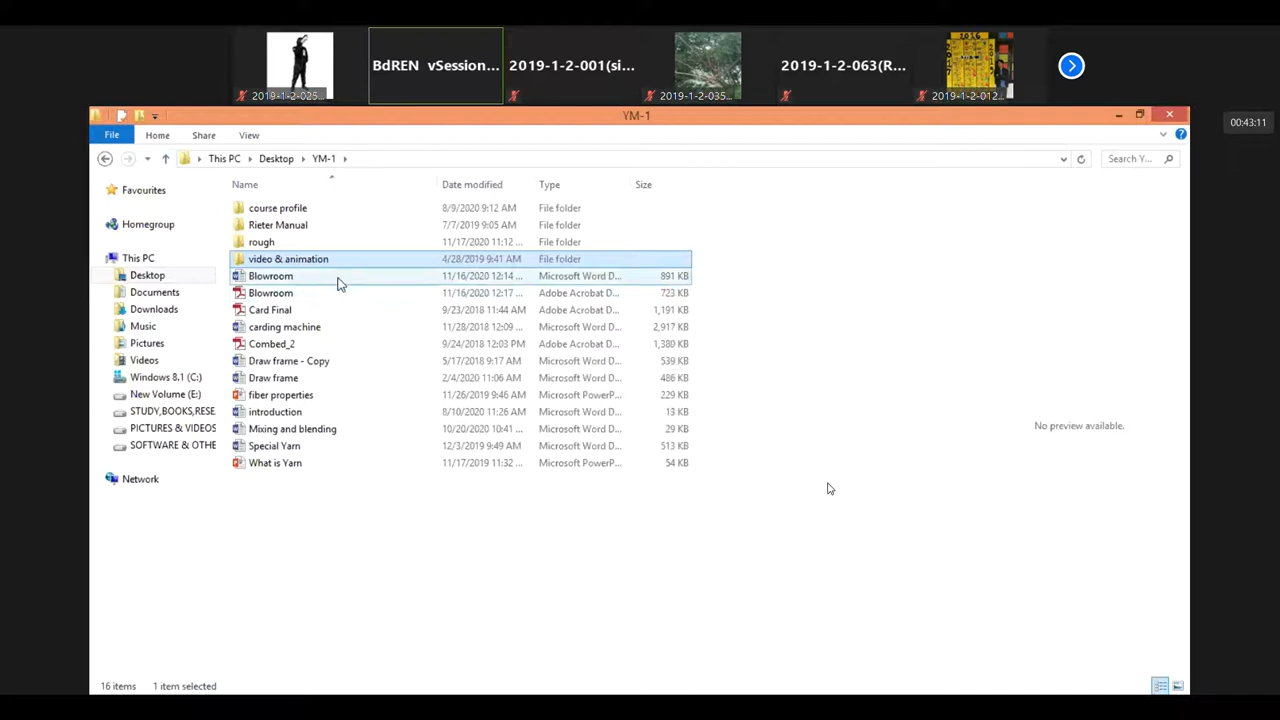 BdREN vSession... 2019-1-2-001(si... 2019-1-2-063(R...
2019-1-2-025... 2019-1-2-035... 2019-1-2-012...
YM-1
00:43:11
File Home Share View
This PC Desktop YM-1 Search Y...
Name Date modified Type Size
Favourites
Homegroup
This PC
Desktop
Documents
Downloads
Music
Pictures
Videos
Windows 8.1 (C:)
New Volume (E:)
STUDY,BOOKS,RESE
PICTURES & VIDEOS
SOFTWARE & OTHE
Network
course profile 8/9/2020 9:12 AM File folder
Rieter Manual 7/7/2019 9:05 AM File folder
rough 11/17/2020 11:12 ... File folder
video & animation 4/28/2019 9:41 AM File folder
Blowroom 11/16/2020 12:14 ... Microsoft Word D... 891 KB
Blowroom 11/16/2020 12:17 ... Adobe Acrobat D... 723 KB
Card Final 9/23/2018 11:44 AM Adobe Acrobat D... 1,191 KB
carding machine 11/28/2018 12:09 ... Microsoft Word D... 2,917 KB
Combed_2 9/24/2018 12:03 PM Adobe Acrobat D... 1,380 KB
Draw frame - Copy 5/17/2018 9:17 AM Microsoft Word D... 539 KB
Draw frame 2/4/2020 11:06 AM Microsoft Word D... 486 KB
fiber properties 11/26/2019 9:46 AM Microsoft PowerP... 229 KB
introduction 8/10/2020 11:26 AM Microsoft Word D... 13 KB
Mixing and blending 10/20/2020 10:41 ... Microsoft Word D... 29 KB
Special Yarn 12/3/2019 9:49 AM Microsoft Word D... 513 KB
What is Yarn 11/17/2019 11:32 ... Microsoft PowerP... 54 KB
No preview available.
16 items 1 item selected